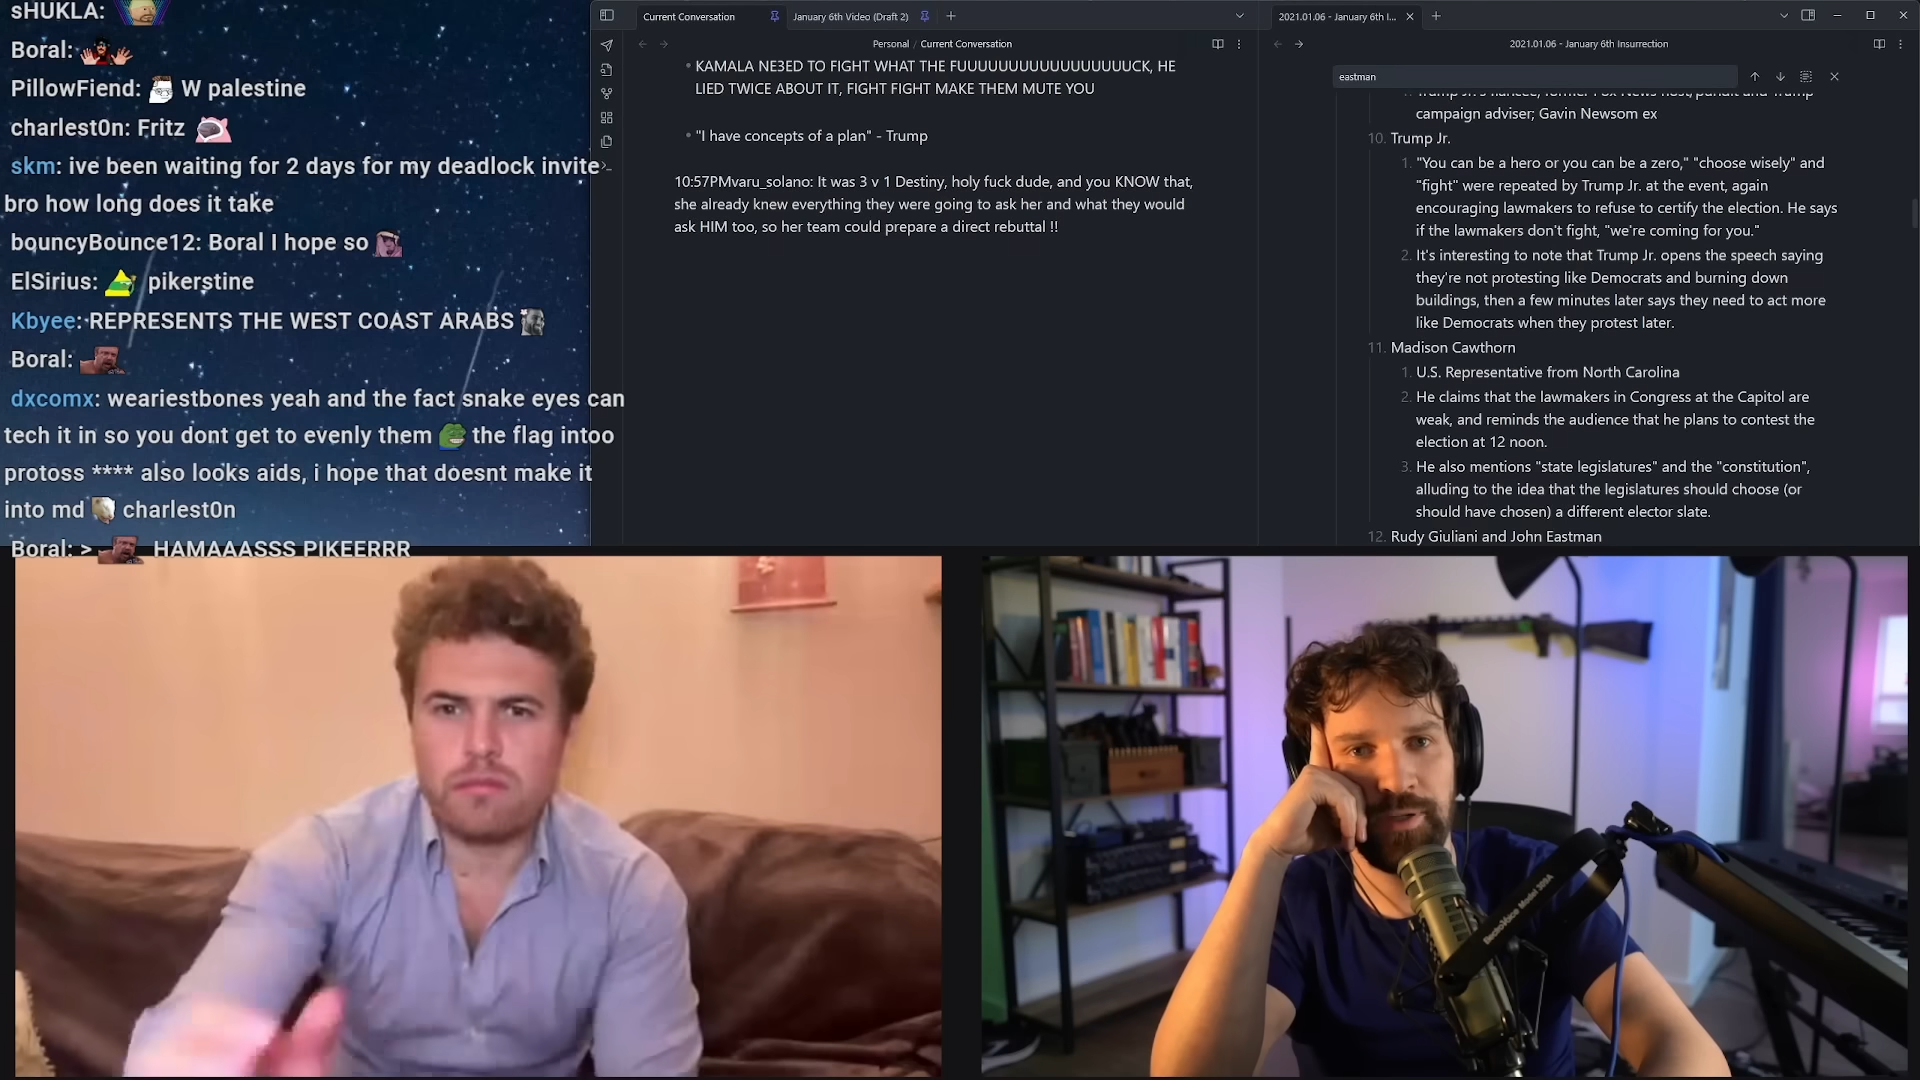 sHUKLA:
Boral:
PillowFiend: W palestine
charlest0n: Fritz
skm: ive been waiting for 2 days for my deadlock invite
bro how long does it take
bouncyBounce12: Boral I hope so
ElSirius: pikerstine
Kbyee: REPRESENTS THE WEST COAST ARABS
Boral:
dxcomx: weariestbones yeah and the fact snake eyes can
tech it in so you dont get to evenly them the flag intoo
protoss **** also looks aids, i hope that doesnt make it
into md charlest0n
Boral: > HAMAAASSS PIKEERRR
Current Conversation
January 6th Video (Draft 2)
Personal / Current Conversation
• KAMALA NE3ED TO FIGHT WHAT THE FUUUUUUUUUUUUUUUUUCK, HE
LIED TWICE ABOUT IT, FIGHT FIGHT MAKE THEM MUTE YOU
• "I have concepts of a plan" - Trump
10:57PMvaru_solano: It was 3 v 1 Destiny, holy fuck dude, and you KNOW that,
she already knew everything they were going to ask her and what they would
ask HIM too, so her team could prepare a direct rebuttal !!
2021.01.06 - January 6th I...
2021.01.06 - January 6th Insurrection
eastman
1. Trump Jr.'s fiancée, former Fox News host/pundit and Trump
campaign adviser; Gavin Newsom ex
10. Trump Jr.
1. "You can be a hero or you can be a zero," "choose wisely" and
"fight" were repeated by Trump Jr. at the event, again
encouraging lawmakers to refuse to certify the election. He says
if the lawmakers don't fight, "we're coming for you."
2. It's interesting to note that Trump Jr. opens the speech saying
they're not protesting like Democrats and burning down
buildings, then a few minutes later says they need to act more
like Democrats when they protest later.
11. Madison Cawthorn
1. U.S. Representative from North Carolina
2. He claims that the lawmakers in Congress at the Capitol are
weak, and reminds the audience that he plans to contest the
election at 12 noon.
3. He also mentions "state legislatures" and the "constitution",
alluding to the idea that the legislatures should choose (or
should have chosen) a different elector slate.
12. Rudy Giuliani and John Eastman
ElectroVoice Model 309A